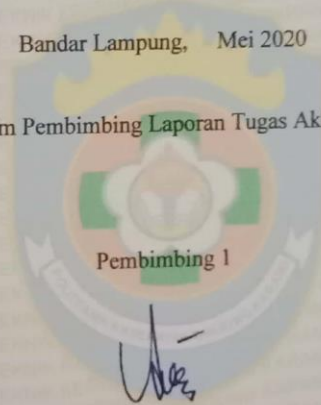 Bandar Lampung, Mei 2020
m Pembimbing Laporan Tugas Ak
Pembimbing 1